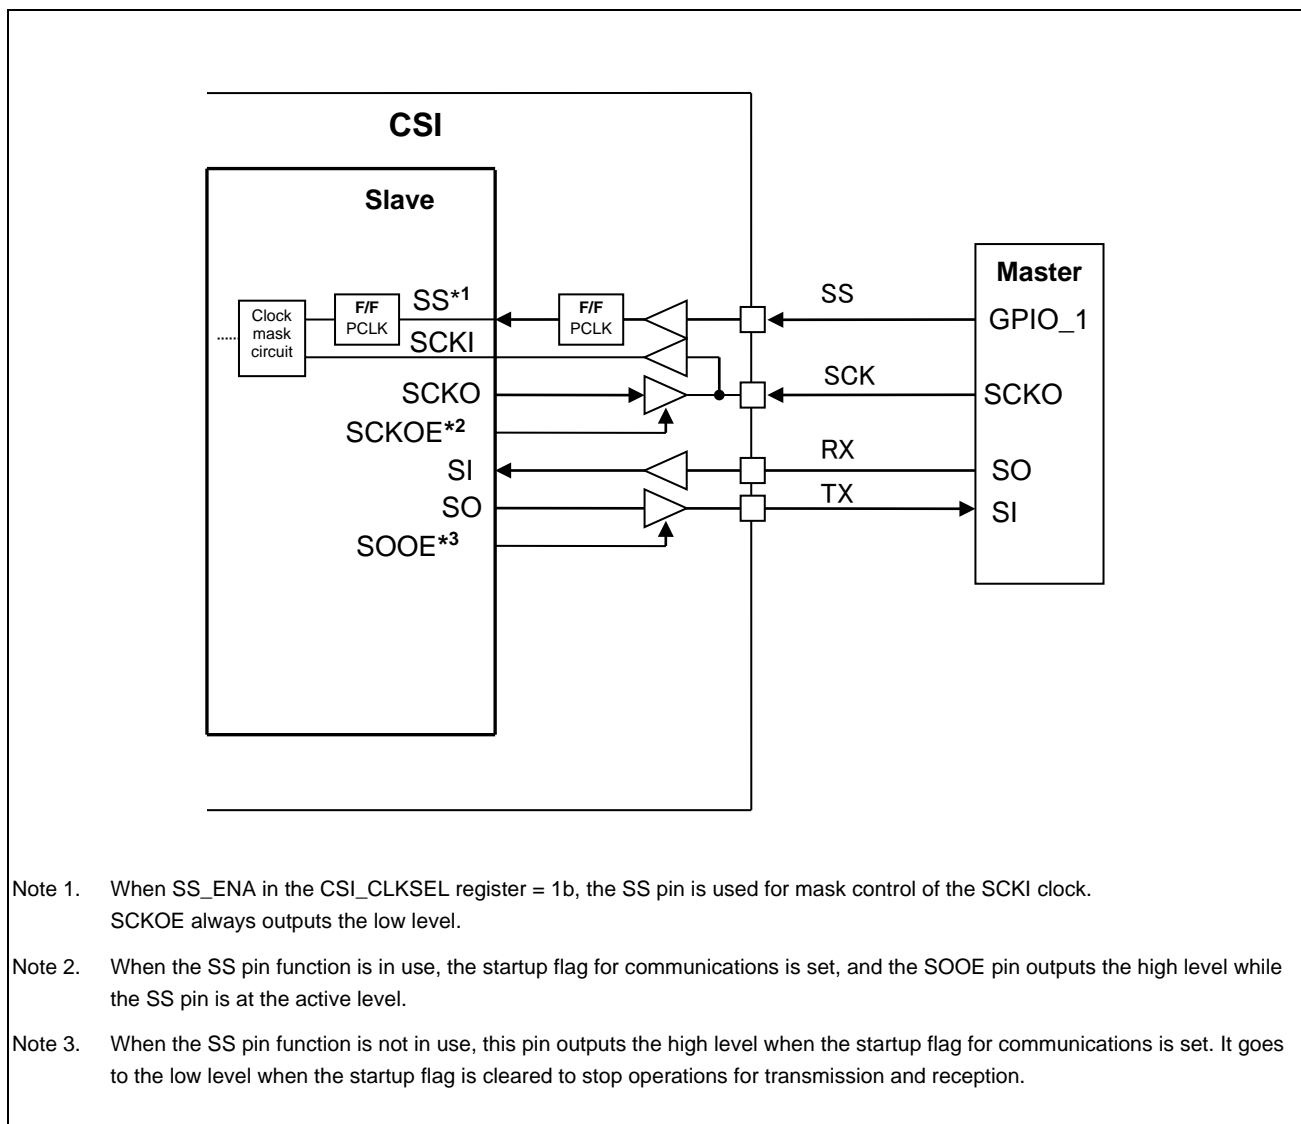 CSI
Slave
Master
SS
GPIO_1
F/F
PCLK
SS*1
F/F
PCLK
Clock
mask
circuit
SCKI
SCK
SCKO
SCKO
SCKOE*2
RX
SI
SO
TX
SO
SI
SOOE*3
Note 1. When SS_ENA in the CSI_CLKSEL register = 1b, the SS pin is used for mask control of the SCKI clock.
SCKOE always outputs the low level.
Note 2. When the SS pin function is in use, the startup flag for communications is set, and the SOOE pin outputs the high level while
the SS pin is at the active level.
Note 3. When the SS pin function is not in use, this pin outputs the high level when the startup flag for communications is set. It goes
to the low level when the startup flag is cleared to stop operations for transmission and reception.